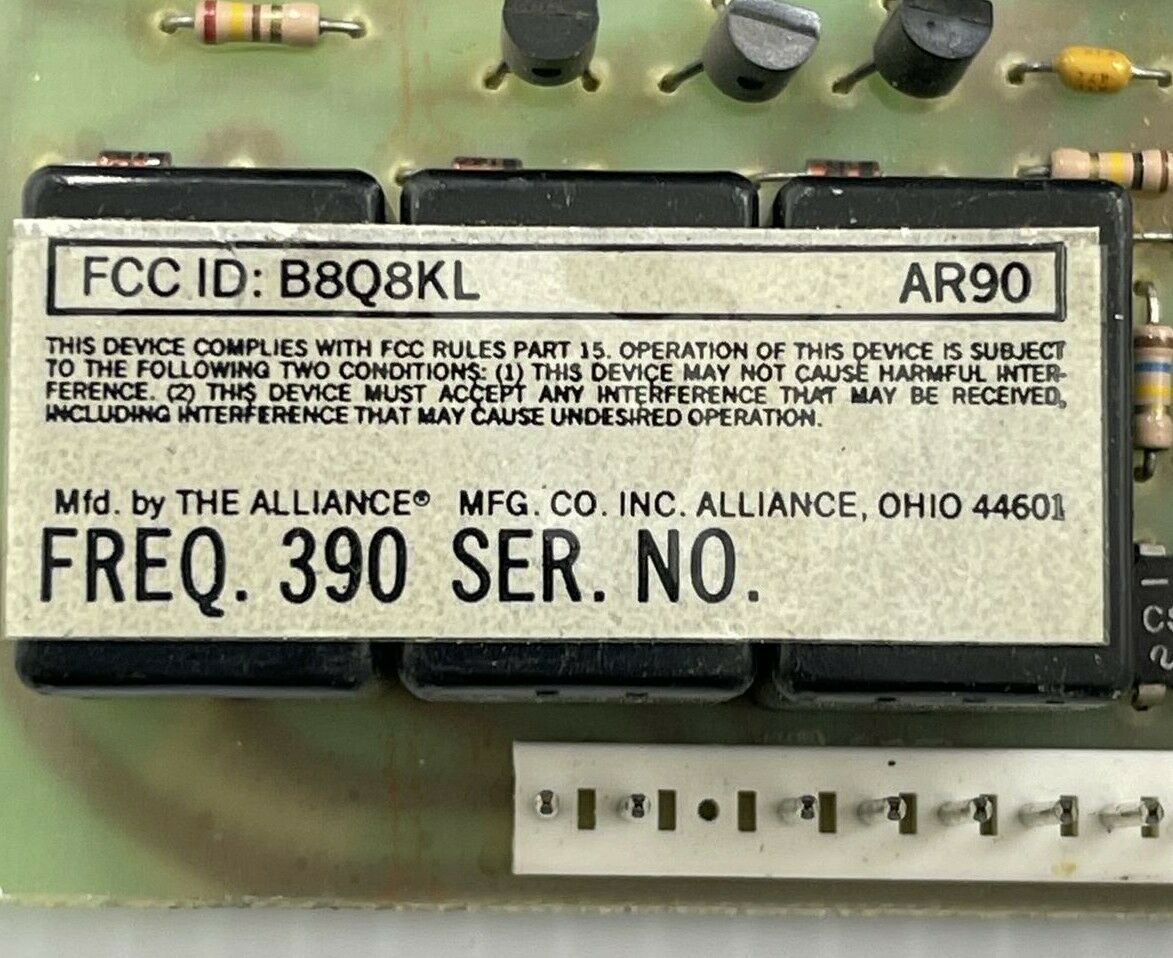 FCC ID: B8Q8KL AR90
THIS DEVICE COMPLIES WITH FCC RULES PART 15. OPERATION OF THIS DEVICE IS SUBJECT
TO THE FOLLOWING TWO CONDITIONS: (1) THIS DEVICE MAY NOT CAUSE HARMFUL INTER-
FERENCE. (2) THIS DEVICE MUST ACCEPT ANY INTERFERENCE THAT MAY BE RECEIVED,
INCLUDING INTERFERENCE THAT MAY CAUSE UNDESIRED OPERATION.
Mfd. by THE ALLIANCE® MFG. CO. INC. ALLIANCE, OHIO 44601
FREQ. 390 SER. NO.